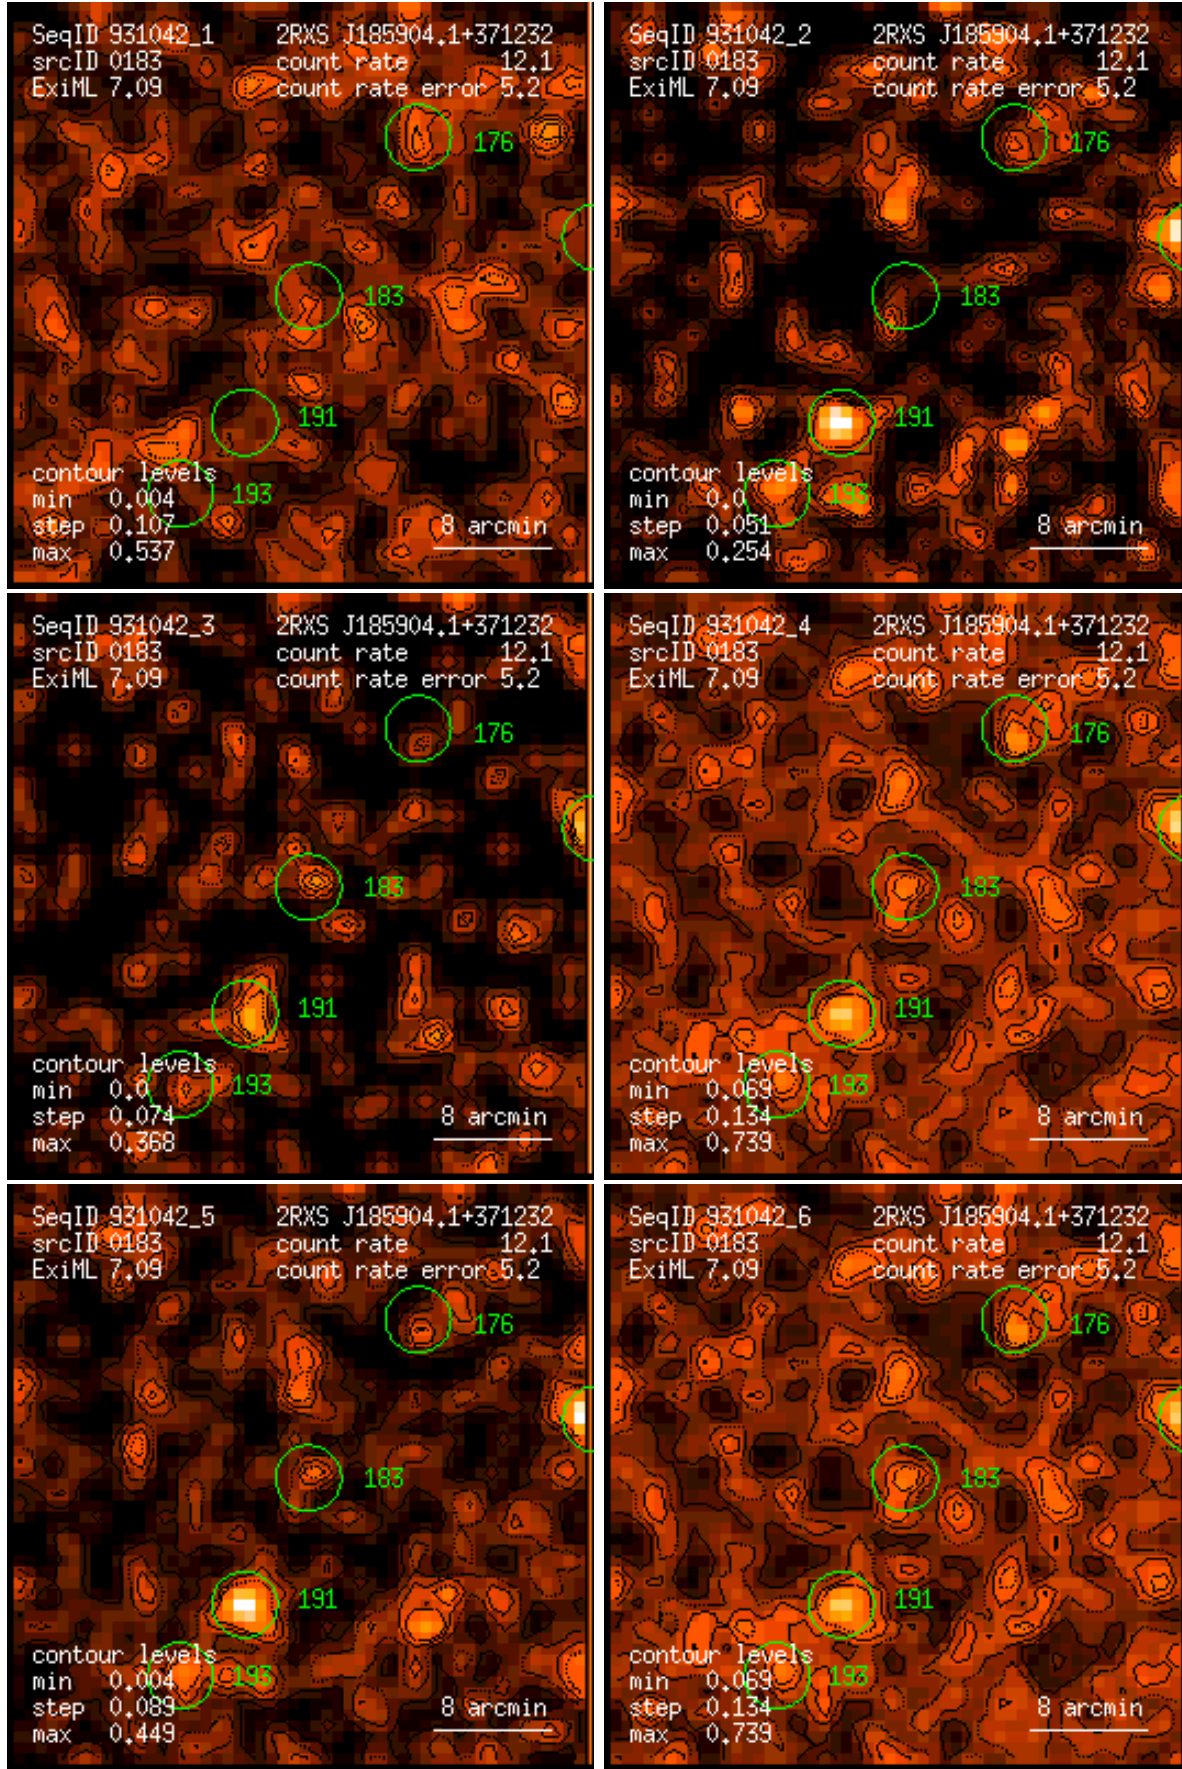 SeqID 931042_1 2RXS J185904.1+371232
srcID 0183 count rate 12.1
ExiML 7.09 count rate error 5.2
176
183
191
contour levels
min 0.004 193
step 0.107 8 arcmin
max 0.537
SeqID 931042_2 2RXS J185904.1+371232
srcID 0183 count rate 12.1
ExiML 7.09 count rate error 5.2
176
183
191
contour levels
min 0.0 193
step 0.051 8 arcmin
max 0.254
SeqID 931042_3 2RXS J185904.1+371232
srcID 0183 count rate 12.1
ExiML 7.09 count rate error 5.2
176
183
191
contour levels
min 0.0 193
step 0.074 8 arcmin
max 0.368
SeqID 931042_4 2RXS J185904.1+371232
srcID 0183 count rate 12.1
ExiML 7.09 count rate error 5.2
176
183
191
contour levels
min 0.069 193
step 0.134 8 arcmin
max 0.739
SeqID 931042_5 2RXS J185904.1+371232
srcID 0183 count rate 12.1
ExiML 7.09 count rate error 5.2
176
183
191
contour levels
min 0.004 193
step 0.089 8 arcmin
max 0.449
SeqID 931042_6 2RXS J185904.1+371232
srcID 0183 count rate 12.1
ExiML 7.09 count rate error 5.2
176
183
191
contour levels
min 0.069 193
step 0.134 8 arcmin
max 0.739